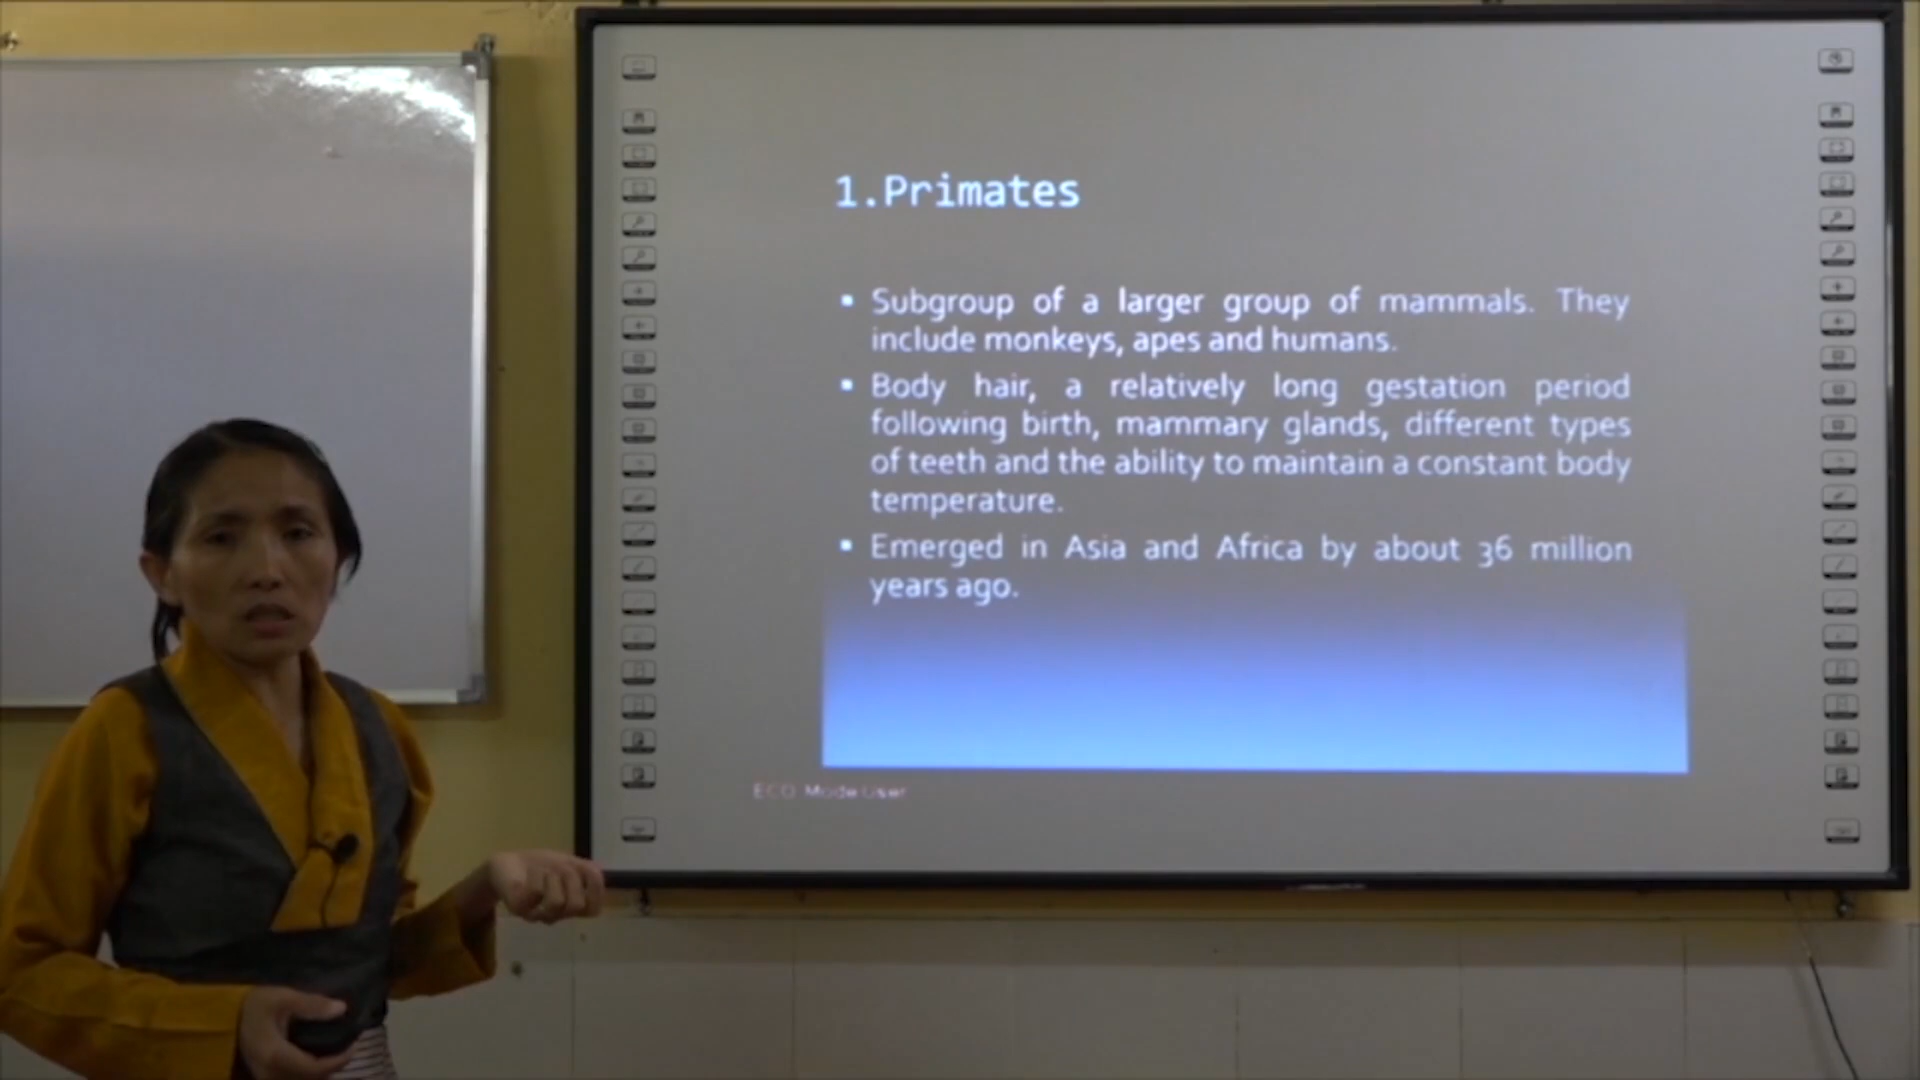 1.Primates
Subgroup of a larger group of mammals. They
include monkeys, apes and humans.
Body hair, a relatively long gestation period
following birth, mammary glands, different types
of teeth and the ability to maintain a constant body
temperature.
Emerged in Asia and Africa by about 36 million
years ago.
ECO Mode:User